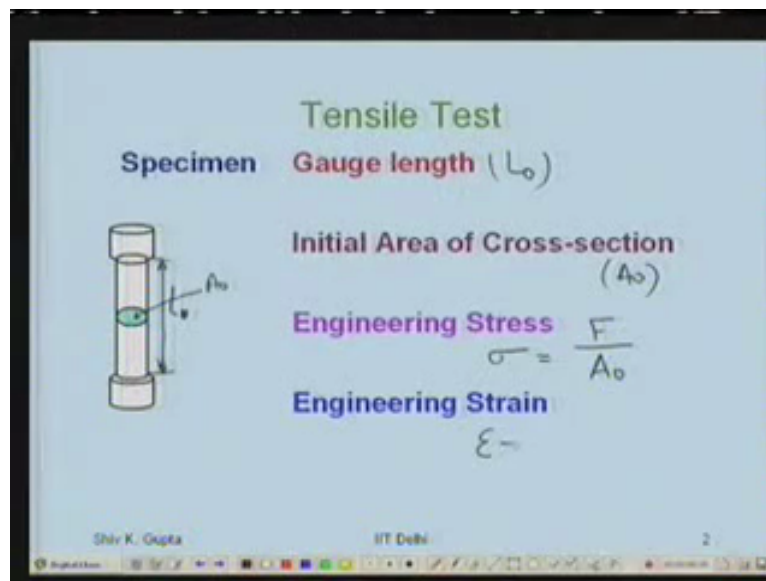 Tensile Test
Specimen Gauge length (L₀)
Initial Area of Cross-section
(A₀)
A₀
L₀
Engineering Stress
σ = F / A₀
Engineering Strain
ε -
Shiv K. Gupta IIT Delhi 2